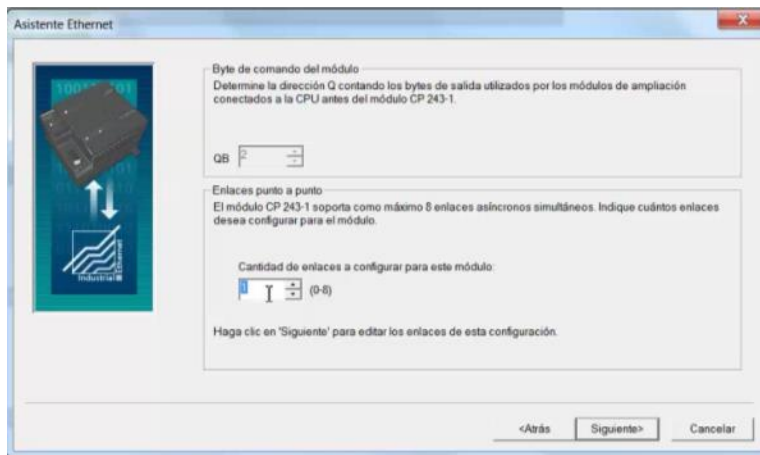 Asistente Ethernet
Byte de comando del módulo
Determine la dirección Q contando los bytes de salida utilizados por los módulos de ampliación
conectados a la CPU antes del módulo CP 243-1.
QB 2
Enlaces punto a punto
El módulo CP 243-1 soporta como máximo 8 enlaces asíncronos simultáneos. Indique cuántos enlaces
desea configurar para el módulo.
Cantidad de enlaces a configurar para este módulo:
1 (0-8)
Haga clic en 'Siguiente' para editar los enlaces de esta configuración.
Industrial Ethernet
<Atrás Siguiente> Cancelar